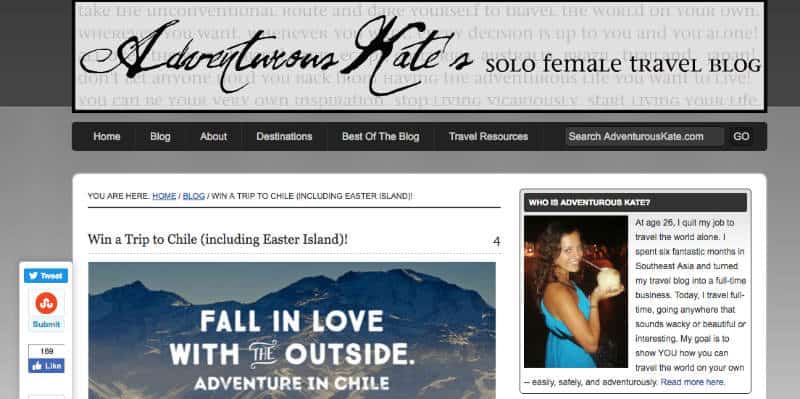 take the unconventional route and dare yourself to travel the world on your own.
wherever you want, whenever you w
decision is up to you and you alone!
Adventurous Kate's SOLO FEMALE TRAVEL BLOG
don't let anyone hold you back from having the adventurous life you want to live!
you can be your very own inspiration. stop living vicariously. start living your life.
Home Blog About Destinations Best Of The Blog Travel Resources Search AdventurousKate.com GO
YOU ARE HERE: HOME / BLOG / WIN A TRIP TO CHILE (INCLUDING EASTER ISLAND)!
Win a Trip to Chile (including Easter Island)! 4
Tweet
Submit
169
Like
FALL IN LOVE
WITH THE OUTSIDE.
ADVENTURE IN CHILE
WHO IS ADVENTUROUS KATE?
At age 26, I quit my job to
travel the world alone. I
spent six fantastic months in
Southeast Asia and turned
my travel blog into a full-time
business. Today, I travel full-
time, going anywhere that
sounds wacky or beautiful or
interesting. My goal is to
show YOU how you can
travel the world on your own
– easily, safely, and adventurously. Read more here.